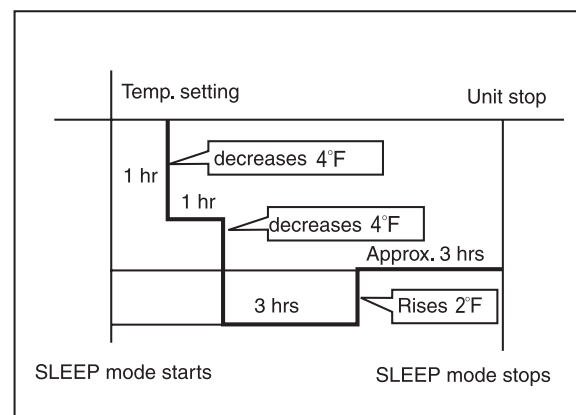 Temp. setting
Unit stop
decreases 4°F
1 hr
1 hr
decreases 4°F
Approx. 3 hrs
3 hrs
Rises 2°F
SLEEP mode starts
SLEEP mode stops